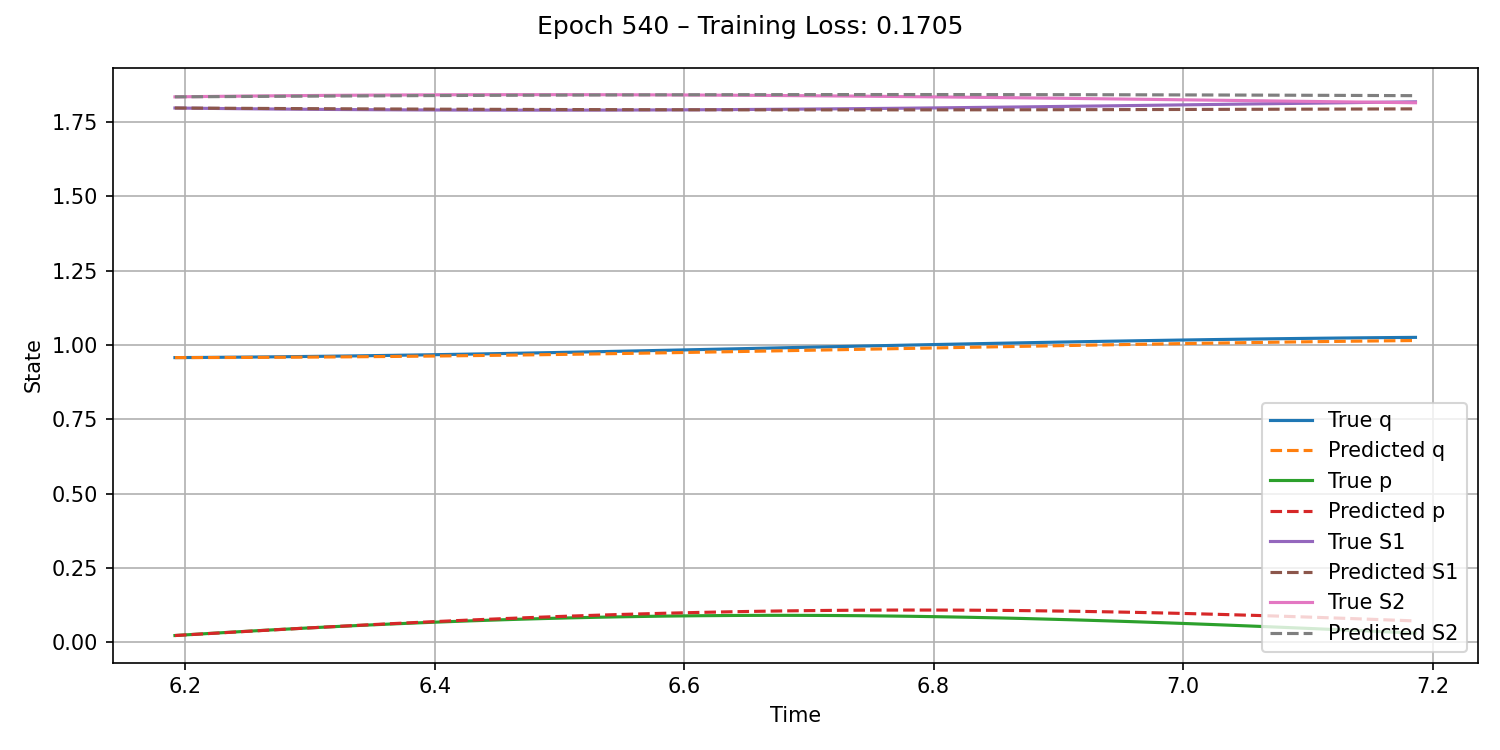 Epoch 540 – Training Loss: 0.1705
State
1.75
1.50
1.25
1.00
0.75
0.50
0.25
0.00
True q
Predicted q
True p
Predicted p
True S1
Predicted S1
True S2
Predicted S2
6.2 6.4 6.6 6.8 7.0 7.2
Time